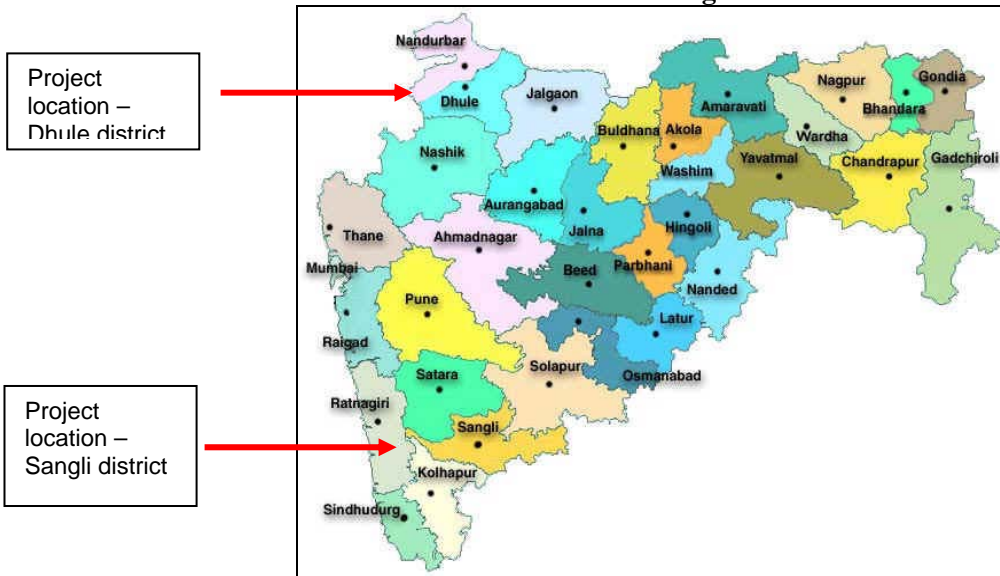 Project
location –
Dhule district
Nandurbar
Dhule
Jalgaon
Nashik
Buldhana
Akola
Amaravati
Washim
Nagpur
Wardha
Bhandara
Gondia
Yavatmal
Chandrapur
Gadchiroli
Aurangabad
Jalna
Hingoli
Thane
Ahmadnagar
Parbhani
Mumbai
Beed
Nanded
Pune
Latur
Raigad
Osmanabad
Solapur
Satara
Ratnagiri
Sangli
Kolhapur
Sindhudurg
Project
location –
Sangli district